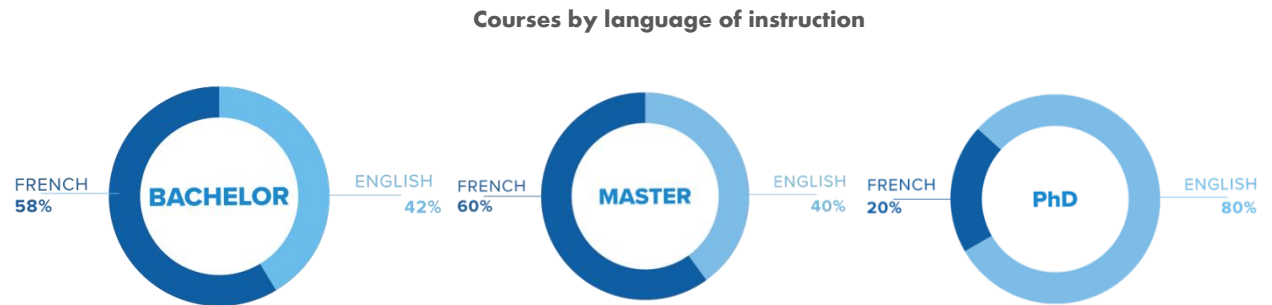 Courses by language of instruction
FRENCH
58%
BACHELOR
ENGLISH
42%
FRENCH
60%
MASTER
ENGLISH
40%
FRENCH
20%
PhD
ENGLISH
80%